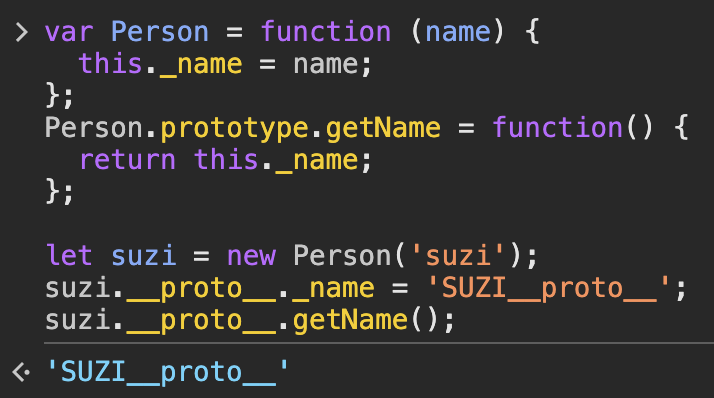 var Person = function (name) {
  this._name = name;
};
Person.prototype.getName = function() {
  return this._name;
};

let suzi = new Person('suzi');
suzi.__proto__._name = 'SUZI__proto__';
suzi.__proto__.getName();
'SUZI__proto__'